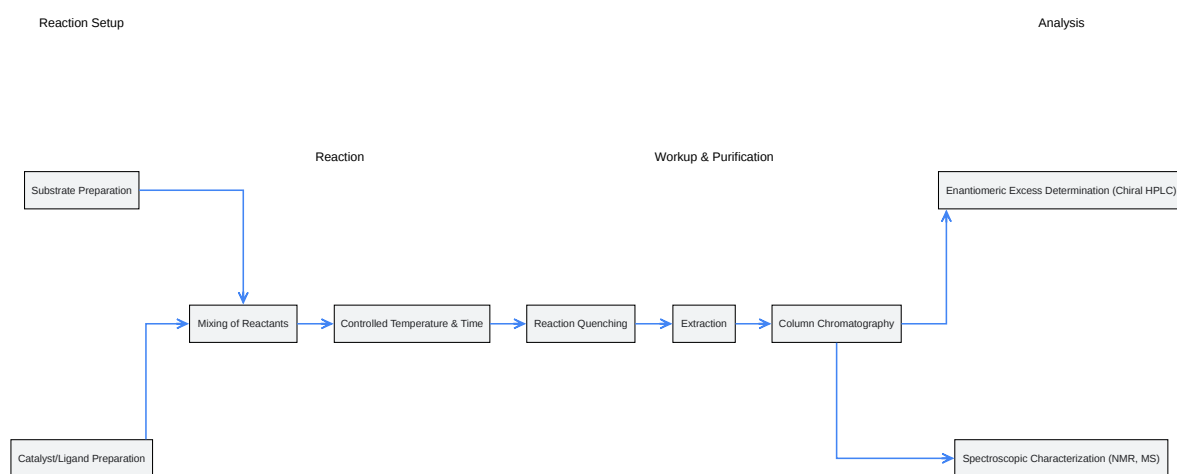 Reaction Setup
Analysis
Reaction
Workup & Purification
Substrate Preparation
Enantiomeric Excess Determination (Chiral HPLC)
Mixing of Reactants
Controlled Temperature & Time
Reaction Quenching
Extraction
Column Chromatography
Catalyst/Ligand Preparation
Spectroscopic Characterization (NMR, MS)